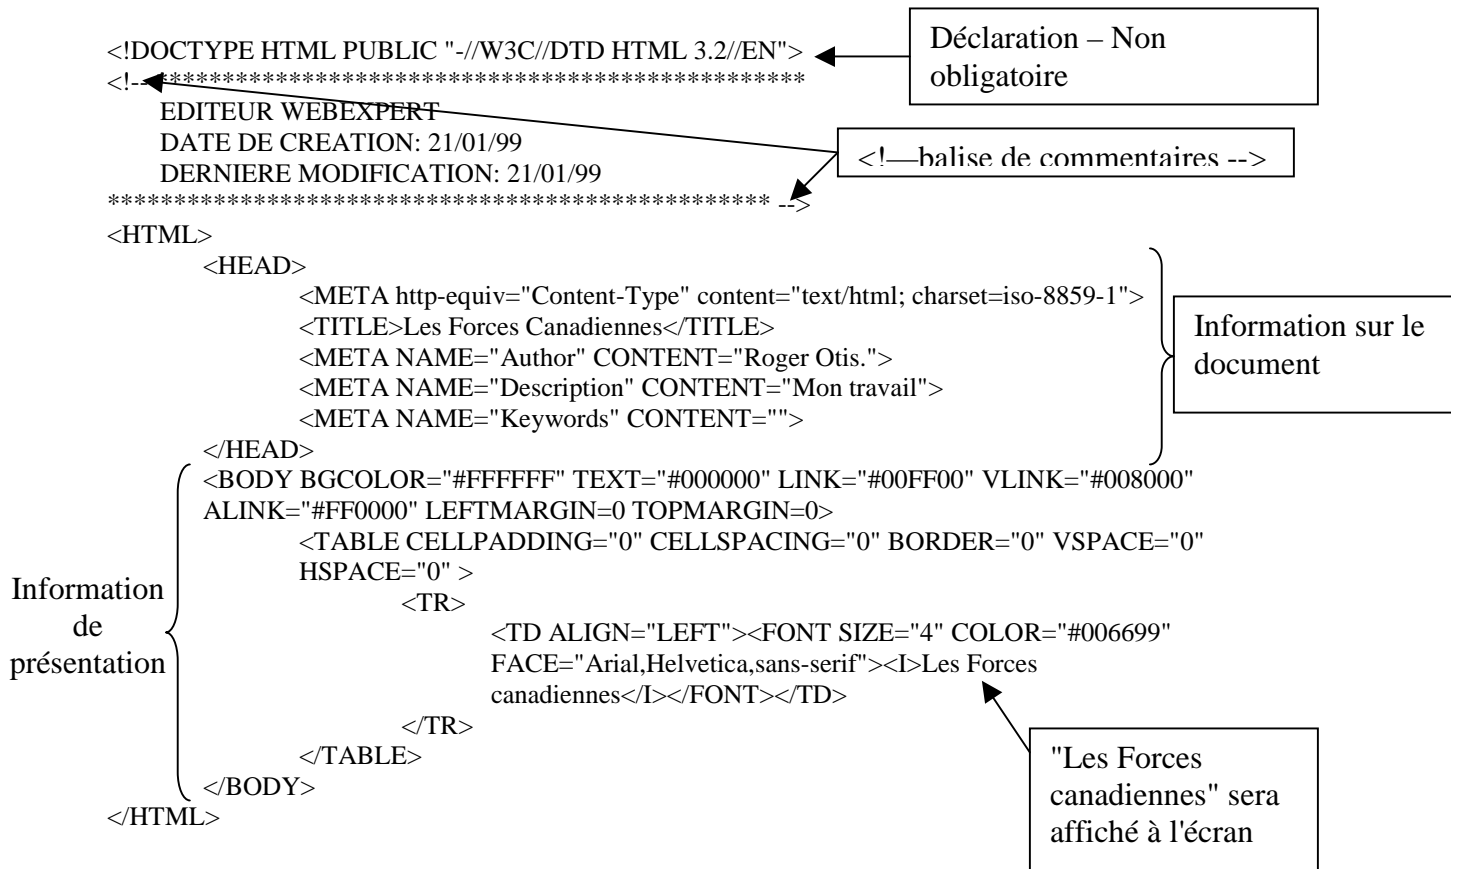 <!DOCTYPE HTML PUBLIC "-//W3C//DTD HTML 3.2//EN">
Déclaration – Non
obligatoire
<!--**************************************************
EDITEUR WEBEXPERT
DATE DE CREATION: 21/01/99
DERNIERE MODIFICATION: 21/01/99
************************************************** -->
<!—balise de commentaires -->
<HTML>
<HEAD>
<META http-equiv="Content-Type" content="text/html; charset=iso-8859-1">
<TITLE>Les Forces Canadiennes</TITLE>
<META NAME="Author" CONTENT="Roger Otis.">
<META NAME="Description" CONTENT="Mon travail">
<META NAME="Keywords" CONTENT="">
</HEAD>
Information sur le
document
<BODY BGCOLOR="#FFFFFF" TEXT="#000000" LINK="#00FF00" VLINK="#008000"
ALINK="#FF0000" LEFTMARGIN=0 TOPMARGIN=0>
<TABLE CELLPADDING="0" CELLSPACING="0" BORDER="0" VSPACE="0"
HSPACE="0" >
<TR>
<TD ALIGN="LEFT"><FONT SIZE="4" COLOR="#006699"
FACE="Arial,Helvetica,sans-serif"><I>Les Forces
canadiennes</I></FONT></TD>
</TR>
</TABLE>
</BODY>
</HTML>
Information
de
présentation
"Les Forces
canadiennes" sera
affiché à l'écran